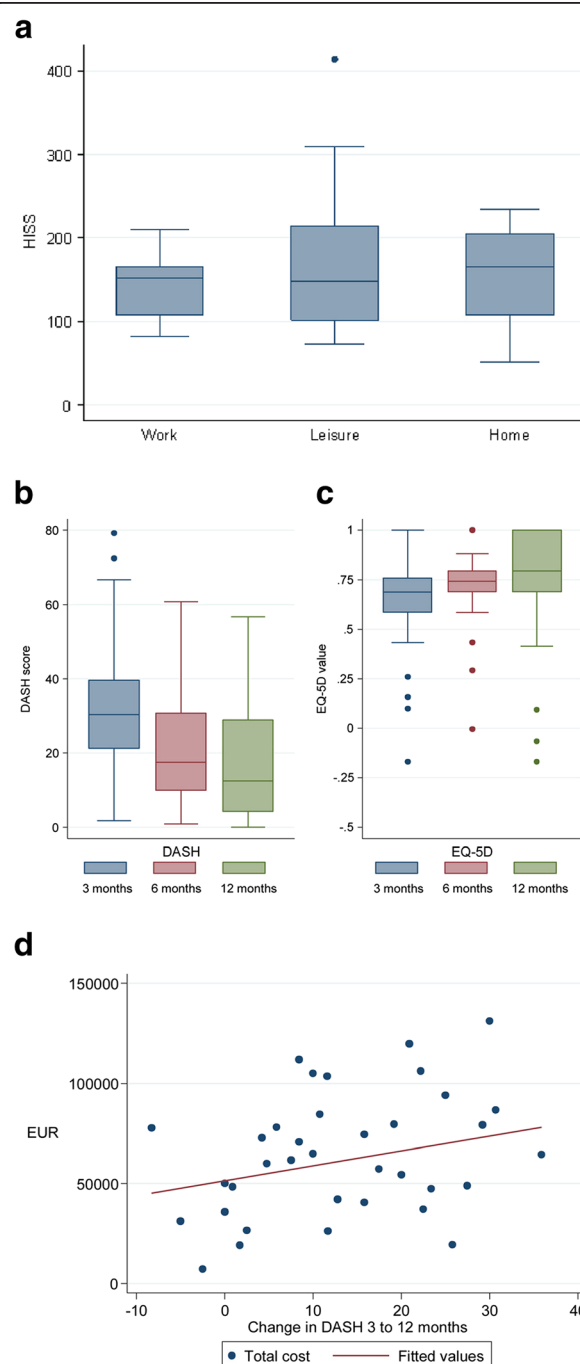 a
400
300
HISS
200
100
0
Work Leisure Home
b
80
60
DASH score
40
20
0
DASH
3 months 6 months 12 months
c
1
.75
.5
EQ-5D value
.25
0
-.25
-.5
EQ-5D
3 months 6 months 12 months
d
150000
100000
EUR
50000
0
-10 0 10 20 30 40
Change in DASH 3 to 12 months
Total cost Fitted values